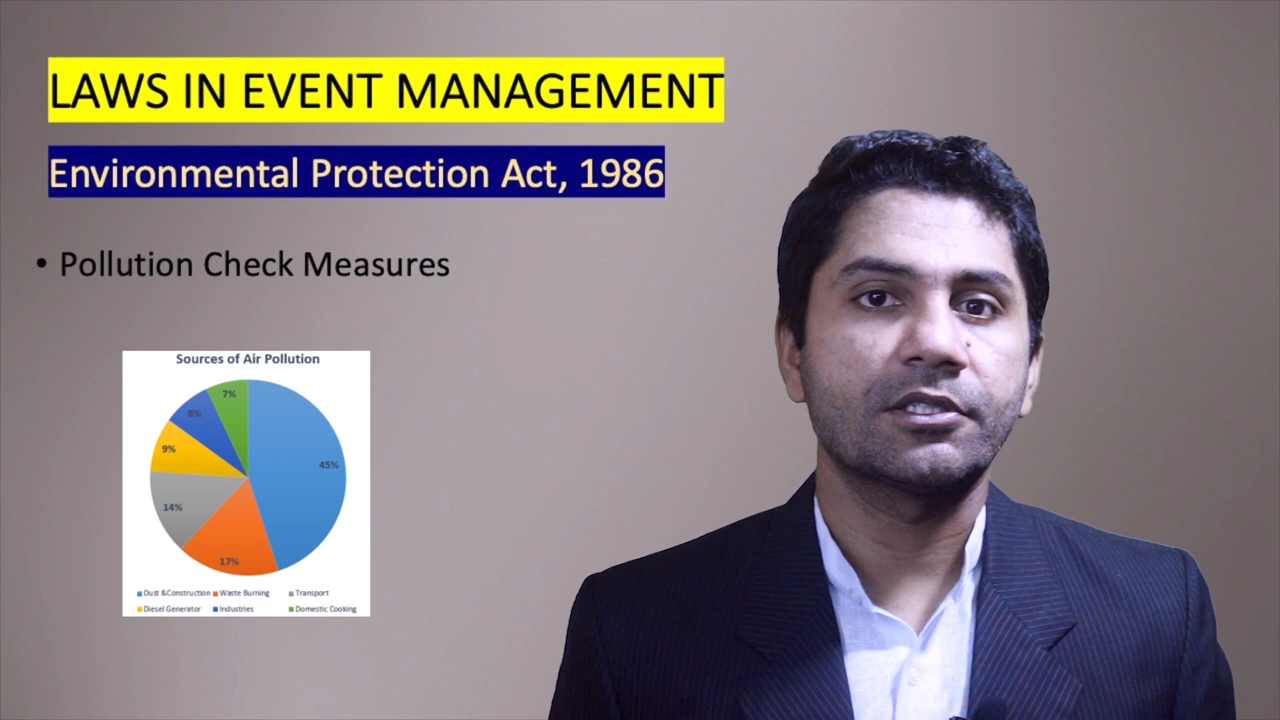 LAWS IN EVENT MANAGEMENT
Environmental Protection Act, 1986
• Pollution Check Measures
Sources of Air Pollution
7%
8%
9%
45%
14%
17%
Dust &Construction Waste Burning Transport
Diesel Generator Industries Domestic Cooking